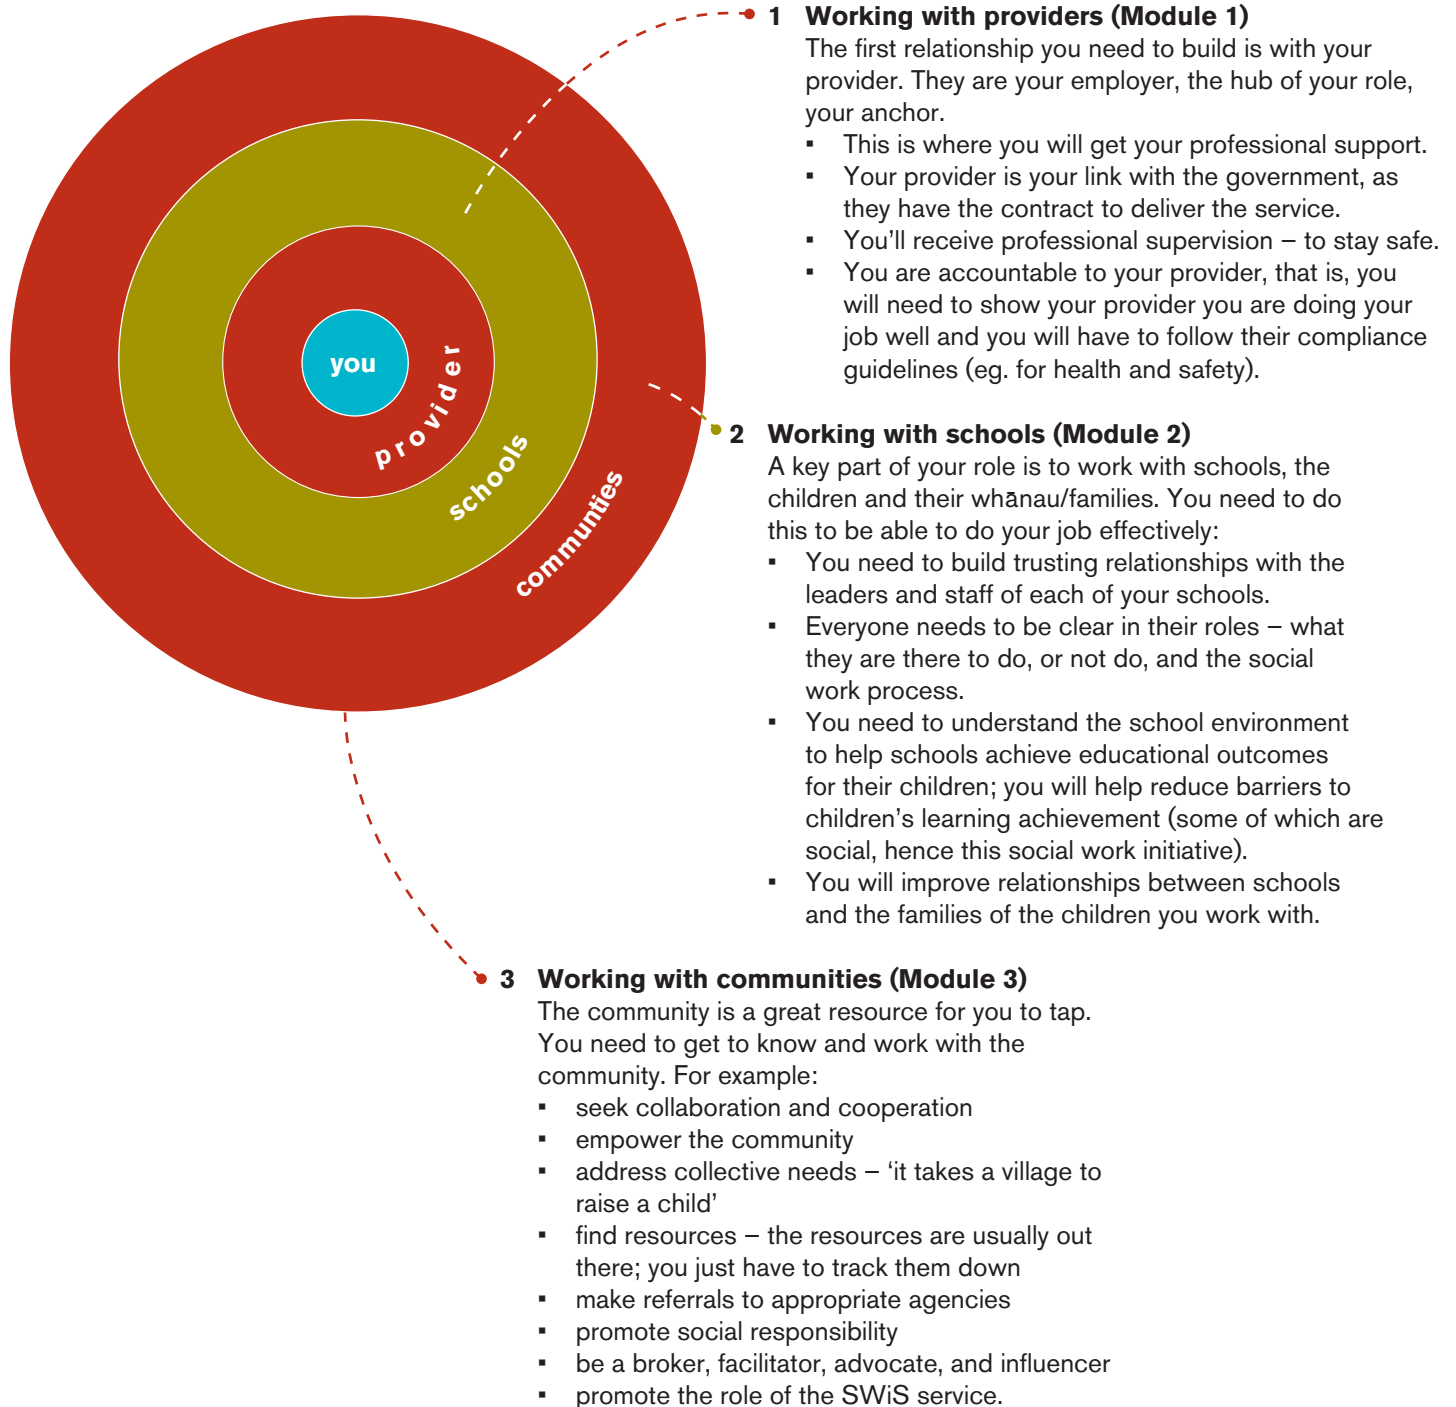 you
provider
schools
communties
1 Working with providers (Module 1)
The first relationship you need to build is with your
provider. They are your employer, the hub of your role,
your anchor.
▪ This is where you will get your professional support.
▪ Your provider is your link with the government, as
they have the contract to deliver the service.
▪ You’ll receive professional supervision – to stay safe.
▪ You are accountable to your provider, that is, you
will need to show your provider you are doing your
job well and you will have to follow their compliance
guidelines (eg. for health and safety).
2 Working with schools (Module 2)
A key part of your role is to work with schools, the
children and their whānau/families. You need to do
this to be able to do your job effectively:
▪ You need to build trusting relationships with the
leaders and staff of each of your schools.
▪ Everyone needs to be clear in their roles – what
they are there to do, or not do, and the social
work process.
▪ You need to understand the school environment
to help schools achieve educational outcomes
for their children; you will help reduce barriers to
children’s learning achievement (some of which are
social, hence this social work initiative).
▪ You will improve relationships between schools
and the families of the children you work with.
3 Working with communities (Module 3)
The community is a great resource for you to tap.
You need to get to know and work with the
community. For example:
▪ seek collaboration and cooperation
▪ empower the community
▪ address collective needs – ‘it takes a village to
raise a child’
▪ find resources – the resources are usually out
there; you just have to track them down
▪ make referrals to appropriate agencies
▪ promote social responsibility
▪ be a broker, facilitator, advocate, and influencer
▪ promote the role of the SWiS service.